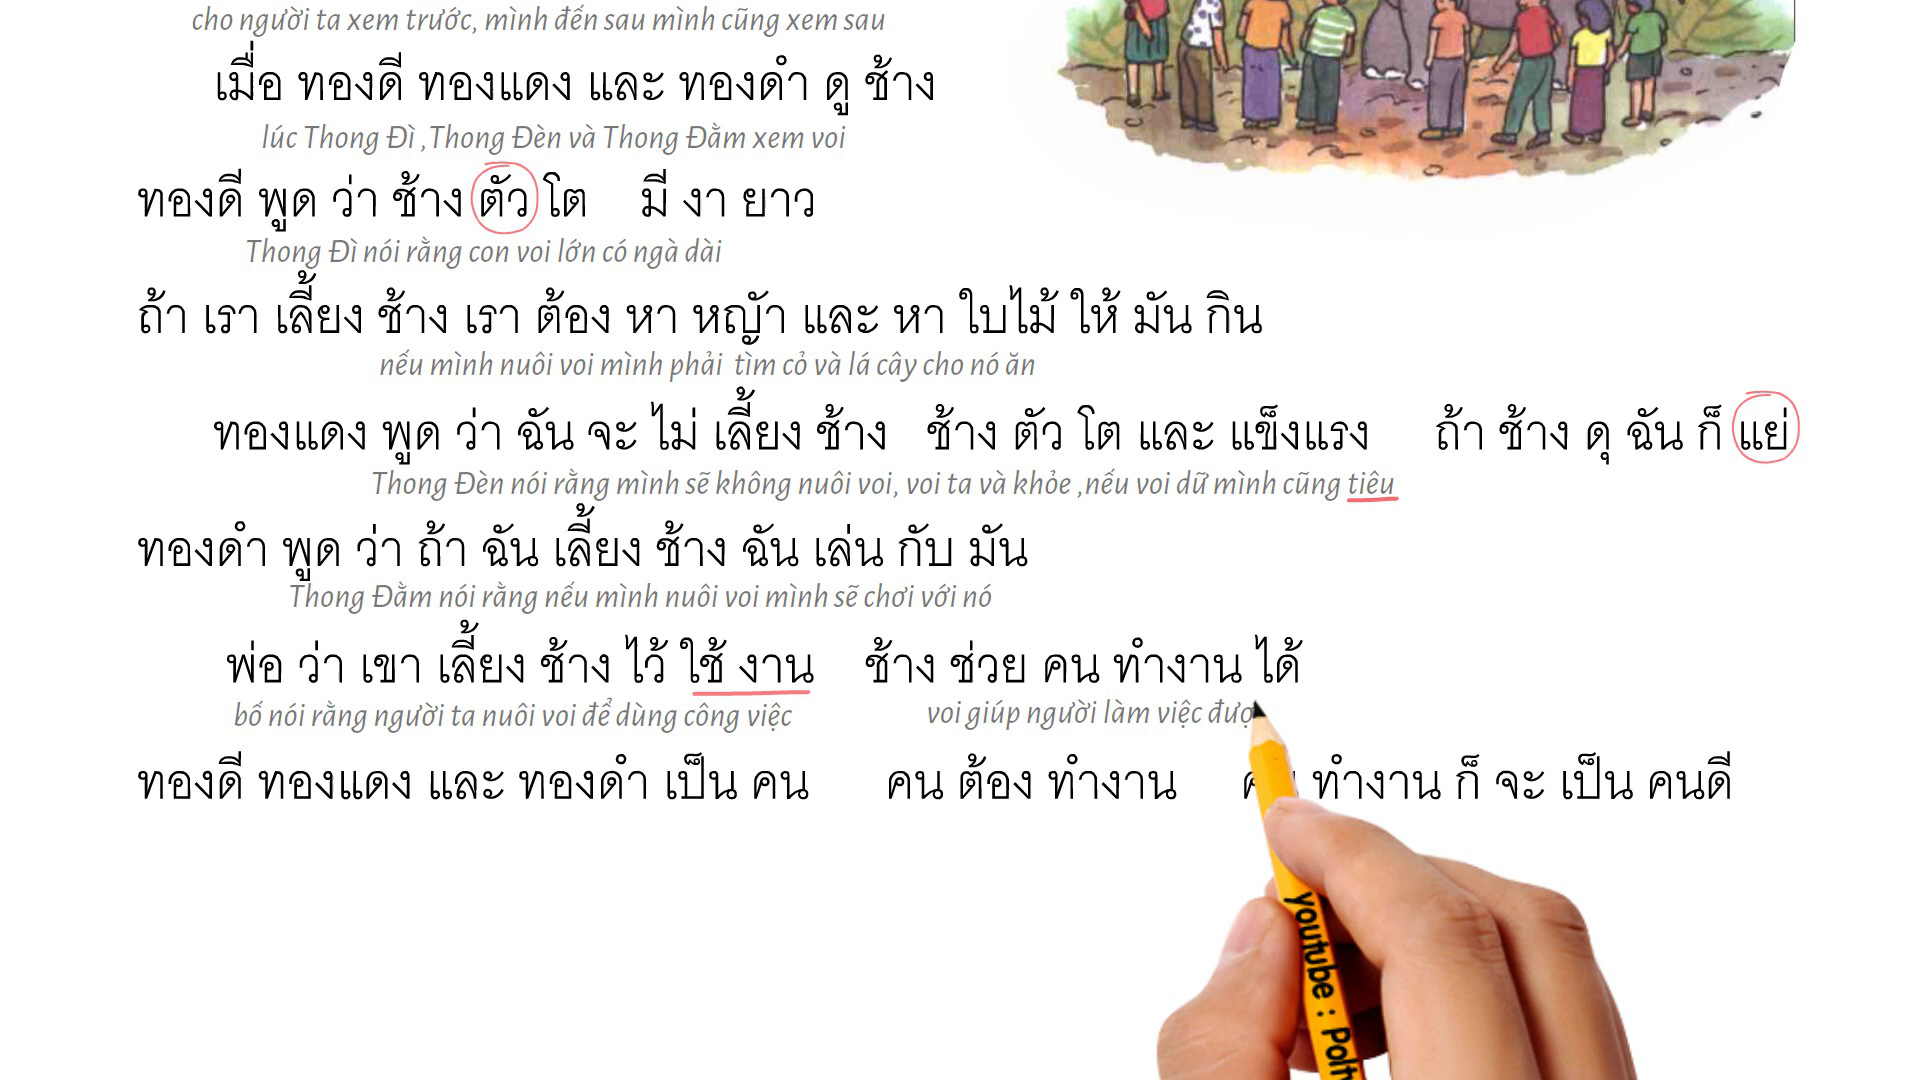 cho người ta xem trước, mình đến sau mình cũng xem sau
เมื่อ ทองดี ทองแดง และ ทองดำ ดู ช้าง
lúc Thong Đì ,Thong Đèn và Thong Đằm xem voi
ทองดี พูด ว่า ช้าง ตัว โต มี งา ยาว
Thong Đì nói rằng con voi lớn có ngà dài
ถ้า เรา เลี้ยง ช้าง เรา ต้อง หา หญัา และ หา ใบไม้ ให้ มัน กิน
nếu mình nuôi voi mình phải tìm cỏ và lá cây cho nó ăn
ทองแดง พูด ว่า ฉัน จะ ไม่ เลี้ยง ช้าง ช้าง ตัว โต และ แข็งแรง ถ้า ช้าง ดุ ฉัน ก็ แย่
Thong Đèn nói rằng mình sẽ không nuôi voi, voi ta và khỏe ,nếu voi dữ mình cũng tiêu
ทองดำ พูด ว่า ถ้า ฉัน เลี้ยง ช้าง ฉัน เล่น กับ มัน
Thong Đằm nói rằng nếu mình nuôi voi mình sẽ chơi với nó
พ่อ ว่า เขา เลี้ยง ช้าง ไว้ ใช้ งาน ช้าง ช่วย คน ทำงาน ได้
bố nói rằng người ta nuôi voi để dùng công việc voi giúp người làm việc đượ
ทองดี ทองแดง และ ทองดำ เป็น คน คน ต้อง ทำงาน ทำงาน ก็ จะ เป็น คนดี
youtube : Polh